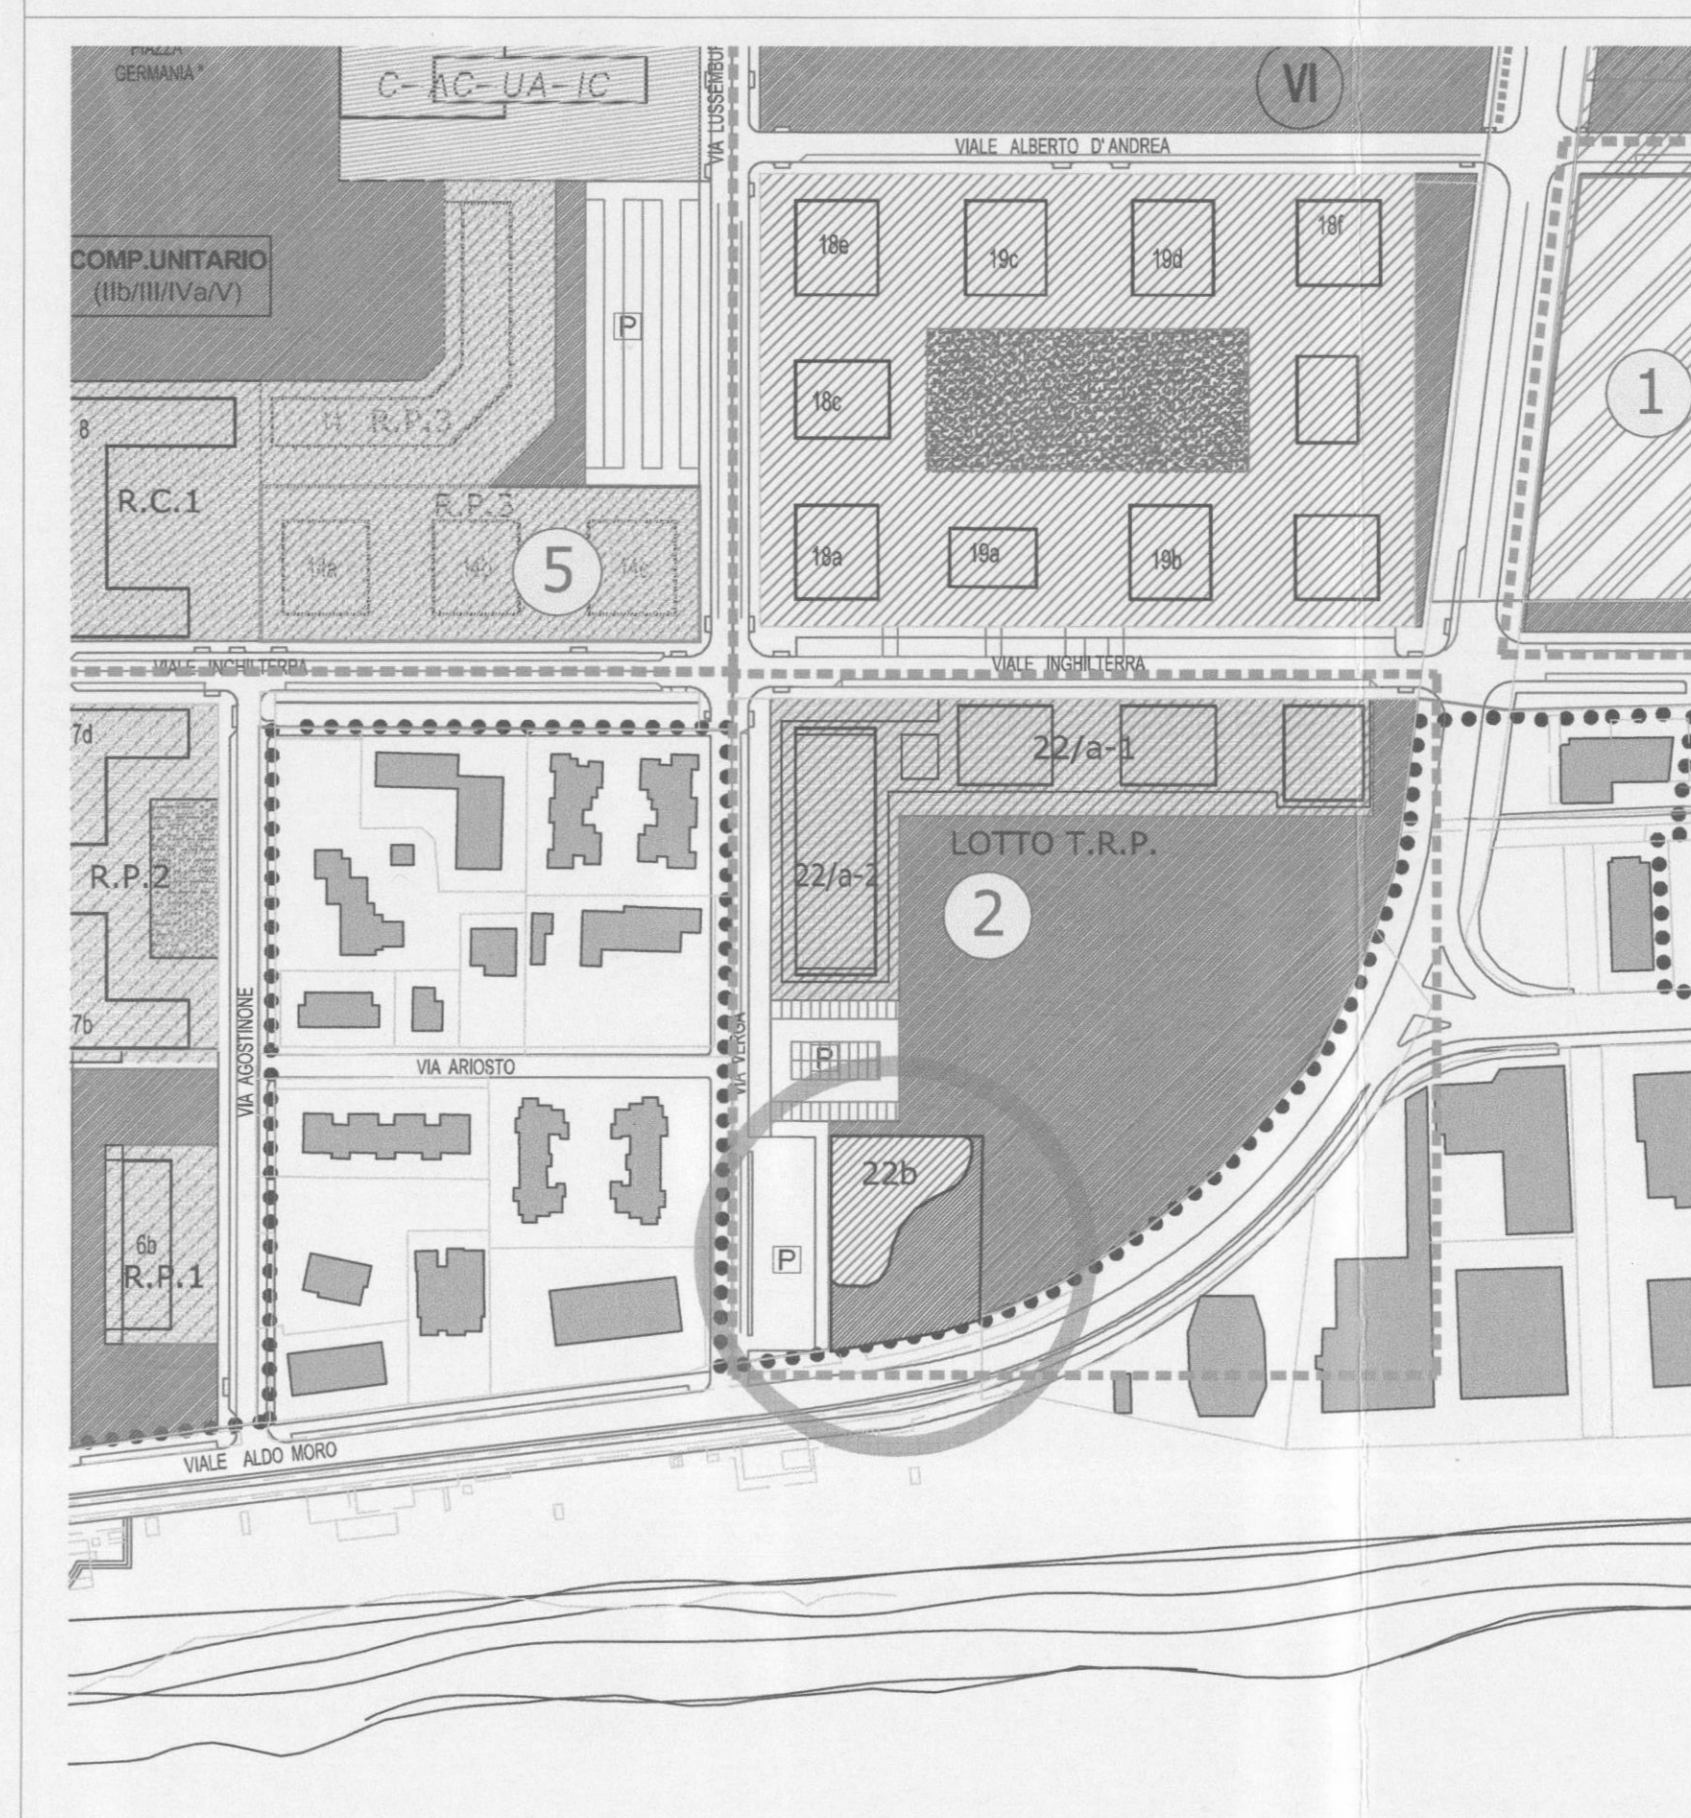 PIAZZA
GERMANIA"
C-AC-UA-IC
VIA LUSSEMBUR
VI
VIALE ALBERTO D'ANDREA
COMP.UNITARIO
(IIb/III/IVa/V)
P
18e
19c
19d
18f
1
8
R.P.3
18c
R.C.1
R.P.3
14a
14b
5
14c
18a
19a
19b
VIALE INGHILTERRA
VIALE INGHILTERRA
7d
22/a-1
LOTTO T.R.P.
R.P.2
22/a-2
2
7b
VIA AGOSTINONE
VIA ARIOSTO
VIA VERGA
P
22b
6b
R.P.1
P
VIALE ALDO MORO